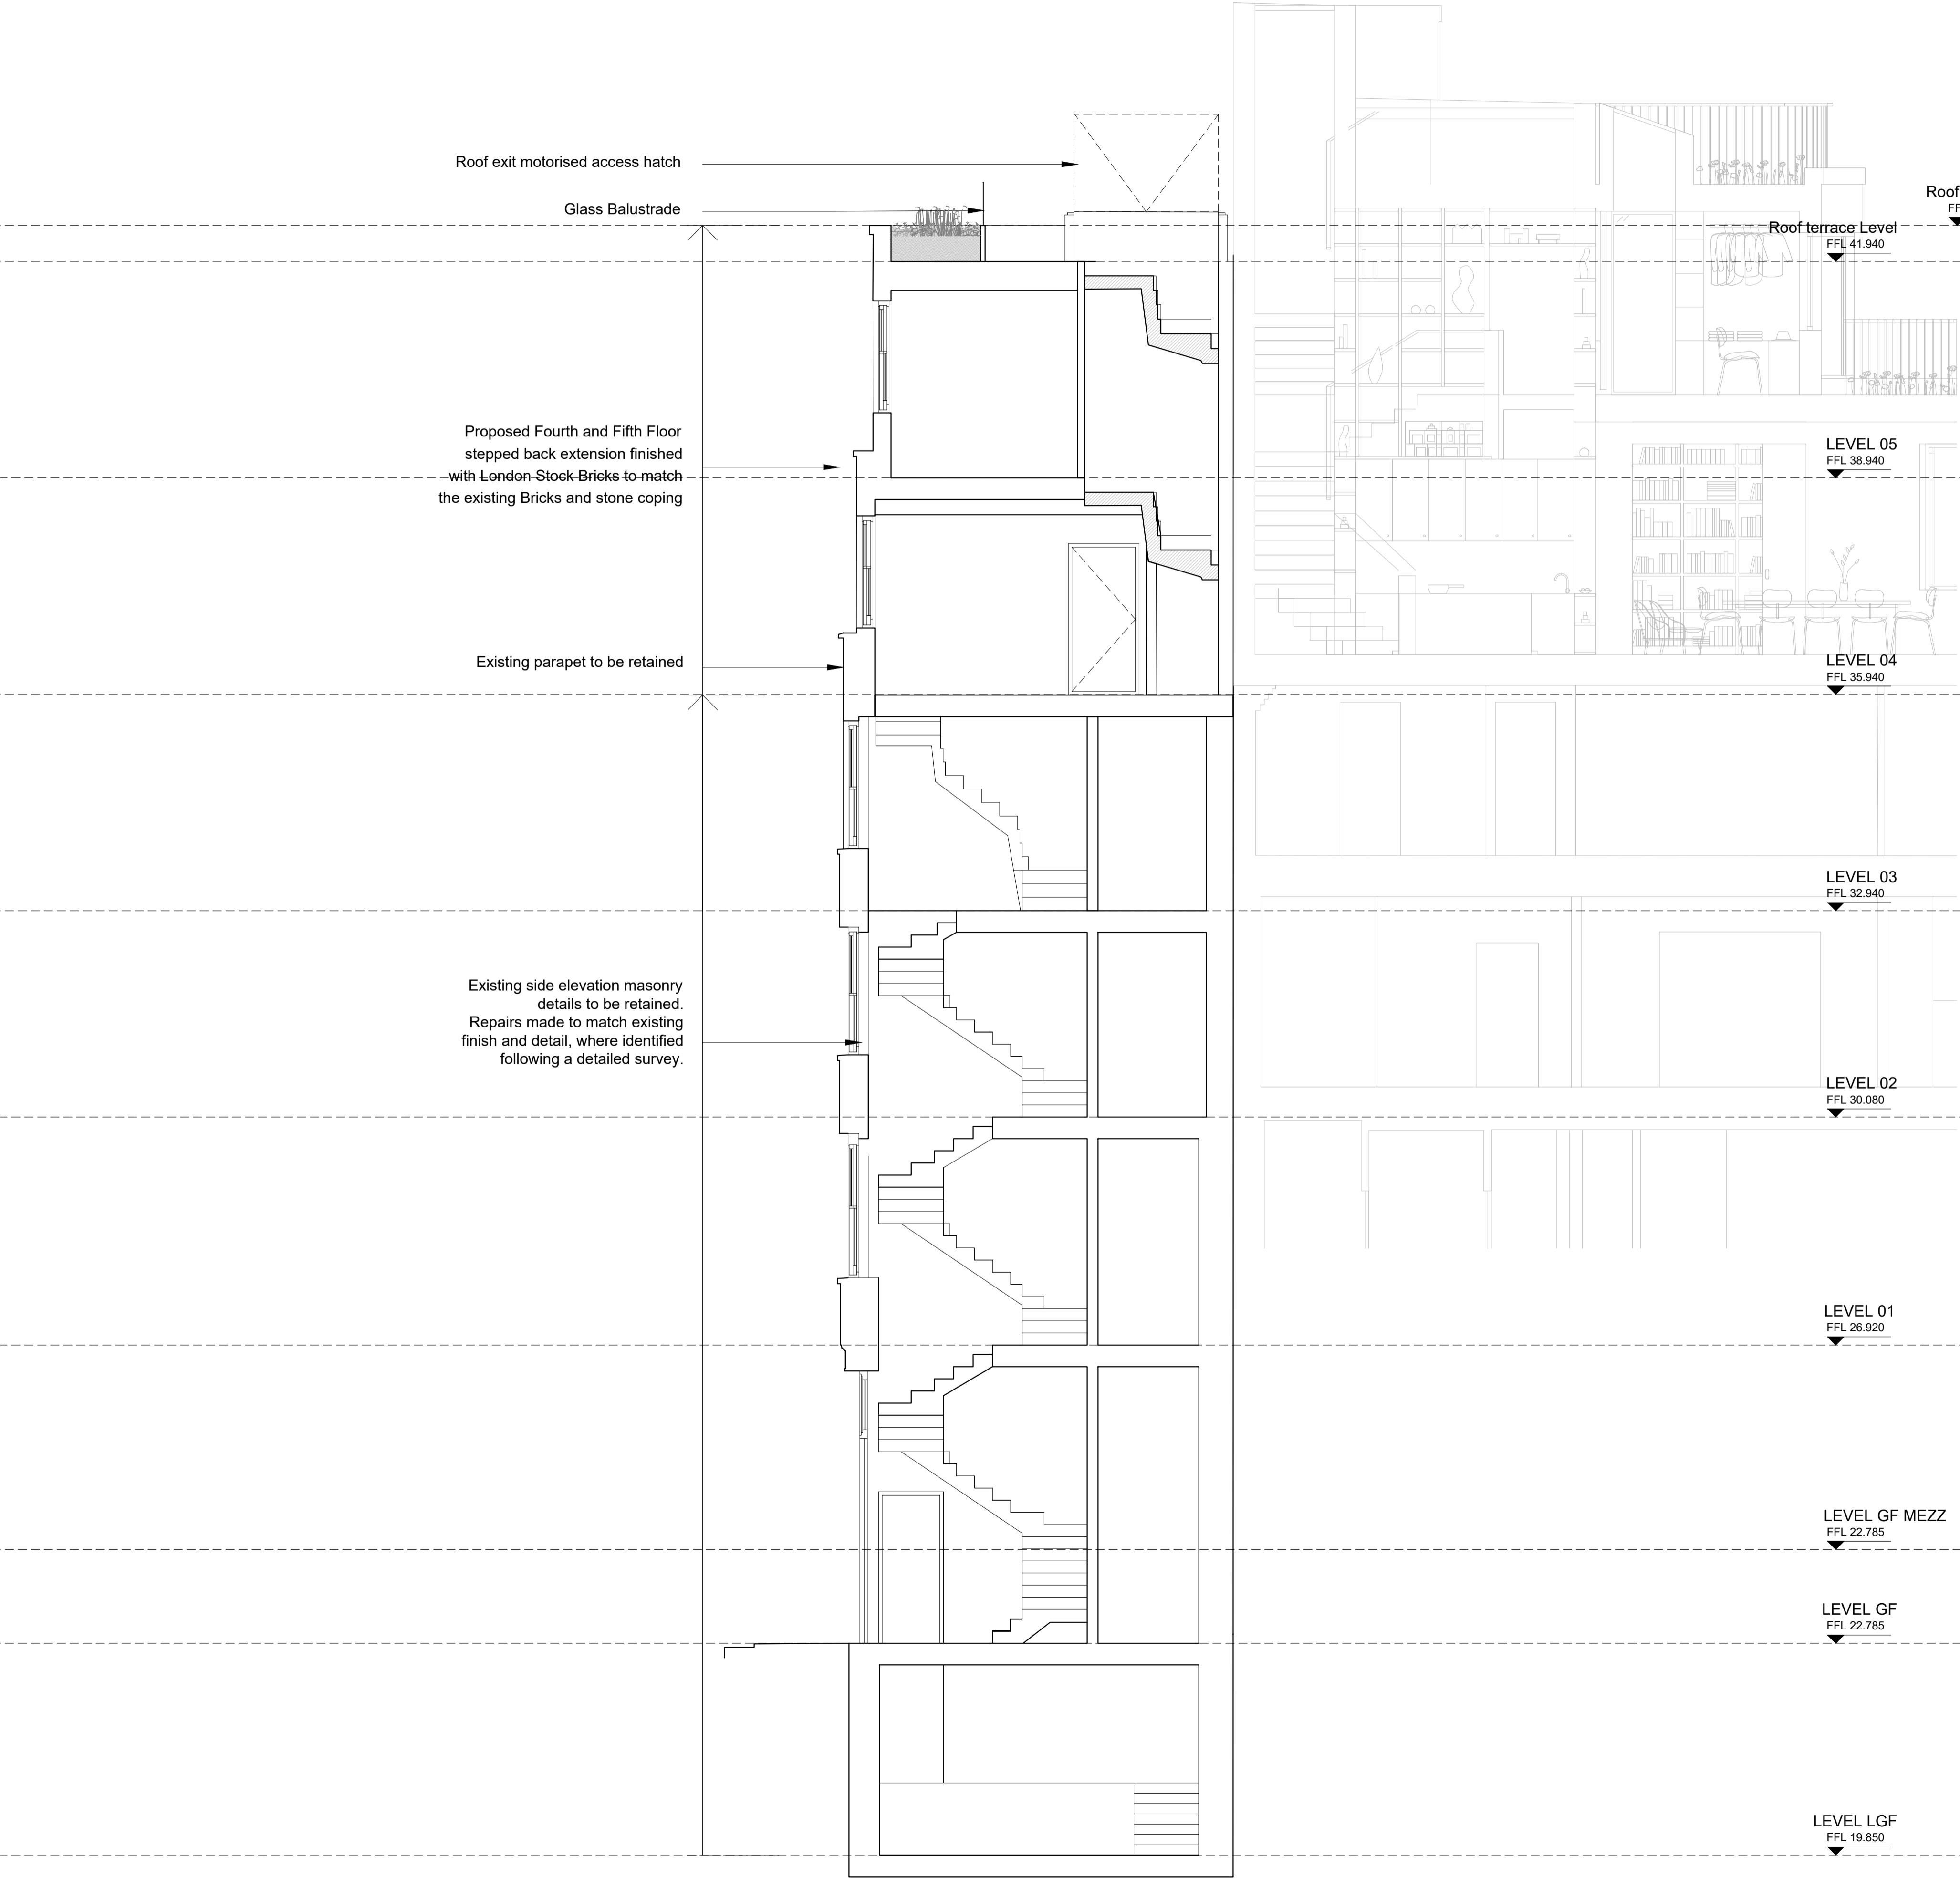 Roof exit motorised access hatch
Glass Balustrade
Roof
Roof terrace Level
FFL 41.940
Proposed Fourth and Fifth Floor
stepped back extension finished
with London Stock Bricks to match
the existing Bricks and stone coping
LEVEL 05
FFL 38.940
Existing parapet to be retained
LEVEL 04
FFL 35.940
LEVEL 03
FFL 32.940
Existing side elevation masonry
details to be retained.
Repairs made to match existing
finish and detail, where identified
following a detailed survey.
LEVEL 02
FFL 30.080
LEVEL 01
FFL 26.920
LEVEL GF MEZZ
FFL 22.785
LEVEL GF
FFL 22.785
LEVEL LGF
FFL 19.850